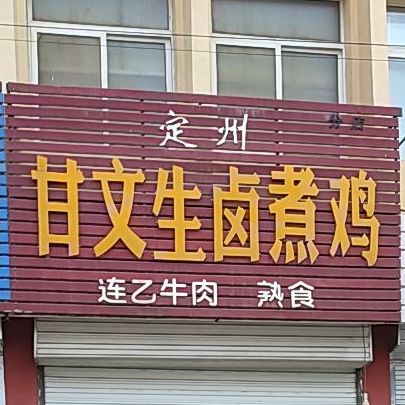 定州
分店
甘文生卤煮鸡
连乙牛肉 熟食